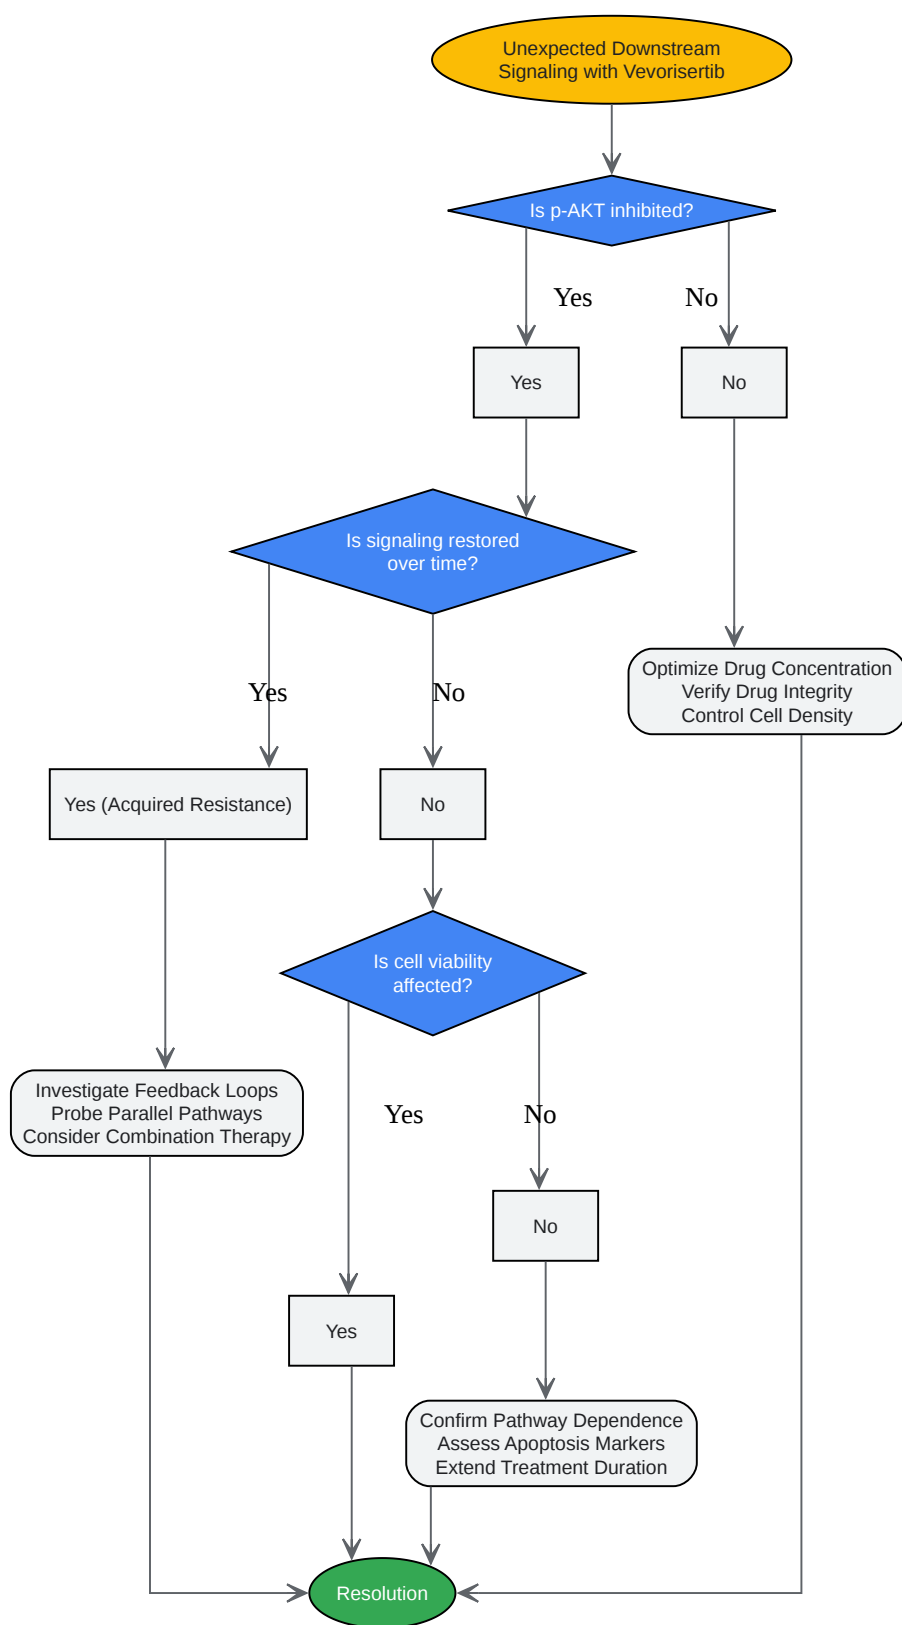 Unexpected Downstream
Signaling with Vevorisertib
Is p-AKT inhibited?
Yes
No
Yes
No
Is signaling restored
over time?
Optimize Drug Concentration
Verify Drug Integrity
Control Cell Density
Yes
No
Yes (Acquired Resistance)
No
Is cell viability
affected?
Investigate Feedback Loops
Probe Parallel Pathways
Consider Combination Therapy
Yes
No
No
Yes
Confirm Pathway Dependence
Assess Apoptosis Markers
Extend Treatment Duration
Resolution